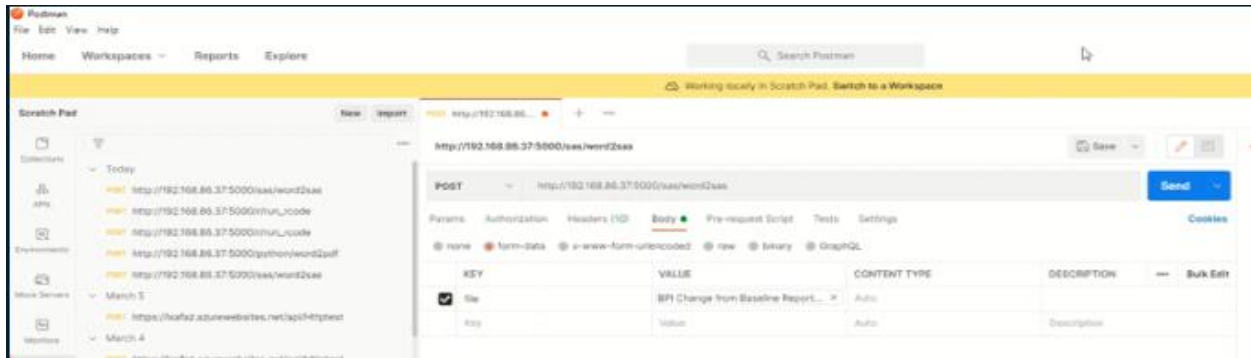 Postman
File Edit View Help
Home Workspaces Reports Explore
Search Postman
Working locally in Scratch Pad. Switch to a Workspace
Scratch Pad New Import
POST http://192.168.86....
http://192.168.86.37:5000/sas/word2sas
Save
Collections
APIs
Environments
Mock Servers
Monitors
Today
POST http://192.168.86.37:5000/sas/word2sas
POST http://192.168.86.37:5000/r/run_rcode
POST http://192.168.86.37:5000/r/run_rcode
POST http://192.168.86.37:5000/python/word2pdf
POST http://192.168.86.37:5000/sas/word2sas
March 5
March 4
POST http://192.168.86.37:5000/sas/word2sas
Send
Params Authorization Headers (10) Body Pre-request Script Tests Settings
Cookies
none form-data x-www-form-urlencoded raw binary GraphQL
KEY VALUE CONTENT TYPE DESCRIPTION Bulk Edit
file BPI Change from Baseline Report... Auto
Key Value Auto Description